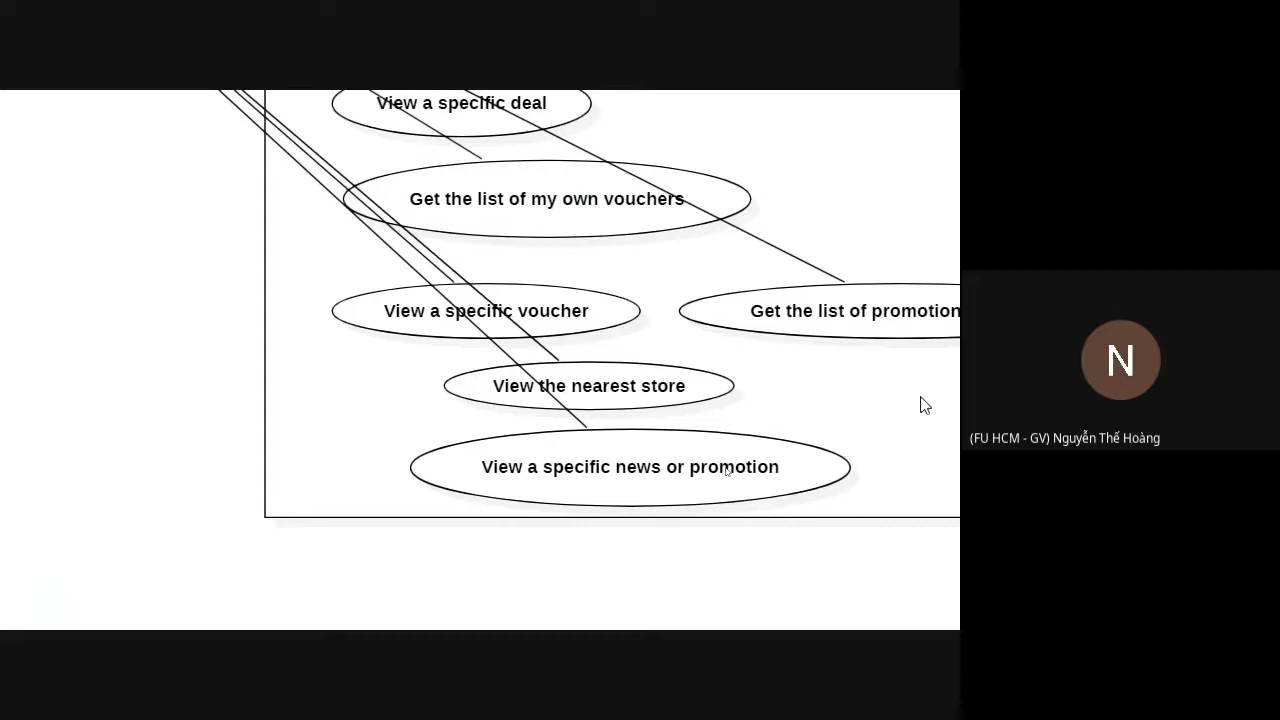 View a specific deal
Get the list of my own vouchers
View a specific voucher
Get the list of promotion
View the nearest store
View a specific news or promotion
N
(FU HCM - GV) Nguyễn Thế Hoàng